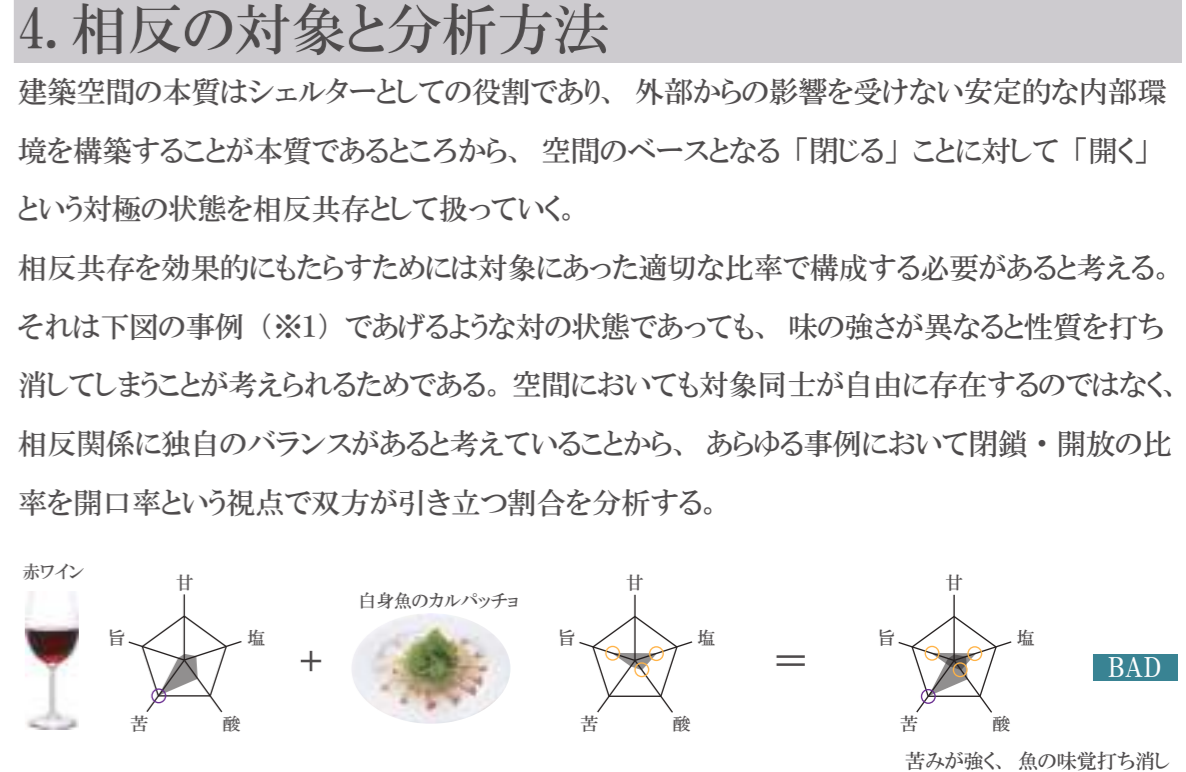 4. 相反の対象と分析方法
建築空間の本質はシェルターとしての役割であり、外部からの影響を受けない安定的な内部環
境を構築することが本質であるところから、空間のベースとなる「閉じる」ことに対して「開く」
という対極の状態を相反共存として扱っていく。
相反共存を効果的にもたらすためには対象にあった適切な比率で構成する必要があると考える。
それは下図の事例（※1）であげるような対の状態であっても、味の強さが異なると性質を打ち
消してしまうことが考えられるためである。空間においても対象同士が自由に存在するのではなく、
相反関係に独自のバランスがあると考えていることから、あらゆる事例において閉鎖・開放の比
率を開口率という視点で双方が引き立つ割合を分析する。
赤ワイン
甘
旨 塩
苦 酸
+
白身魚のカルパッチョ
甘
旨 塩
苦 酸
=
甘
旨 塩
苦 酸
BAD
苦みが強く、魚の味覚打ち消し